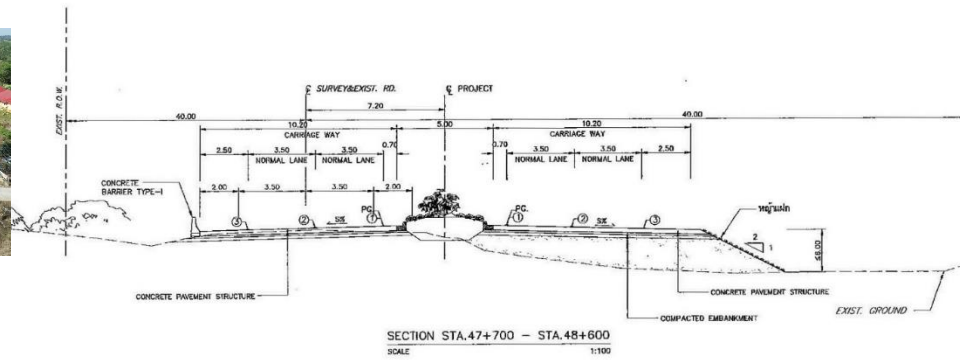 ℄ SURVEY&EXIST. RD.
℄ PROJECT
EXIST. R.O.W.
7.20
40.00
40.00
10.20
5.00
10.20
CARRIAGE WAY
CARRIAGE WAY
2.50
3.50
3.50
0.70
0.70
3.50
3.50
2.50
NORMAL LANE
NORMAL LANE
NORMAL LANE
NORMAL LANE
CONCRETE
BARRIER TYPE-I
2.00
3.50
3.50
2.00
PG.
PG.
3
2
S%
1
1
2
S%
3
หญ้าแฝก
2
1
≤6.00
CONCRETE PAVEMENT STRUCTURE
CONCRETE PAVEMENT STRUCTURE
COMPACTED EMBANKMENT
EXIST. GROUND
SECTION STA.47+700 - STA.48+600
SCALE 1:100